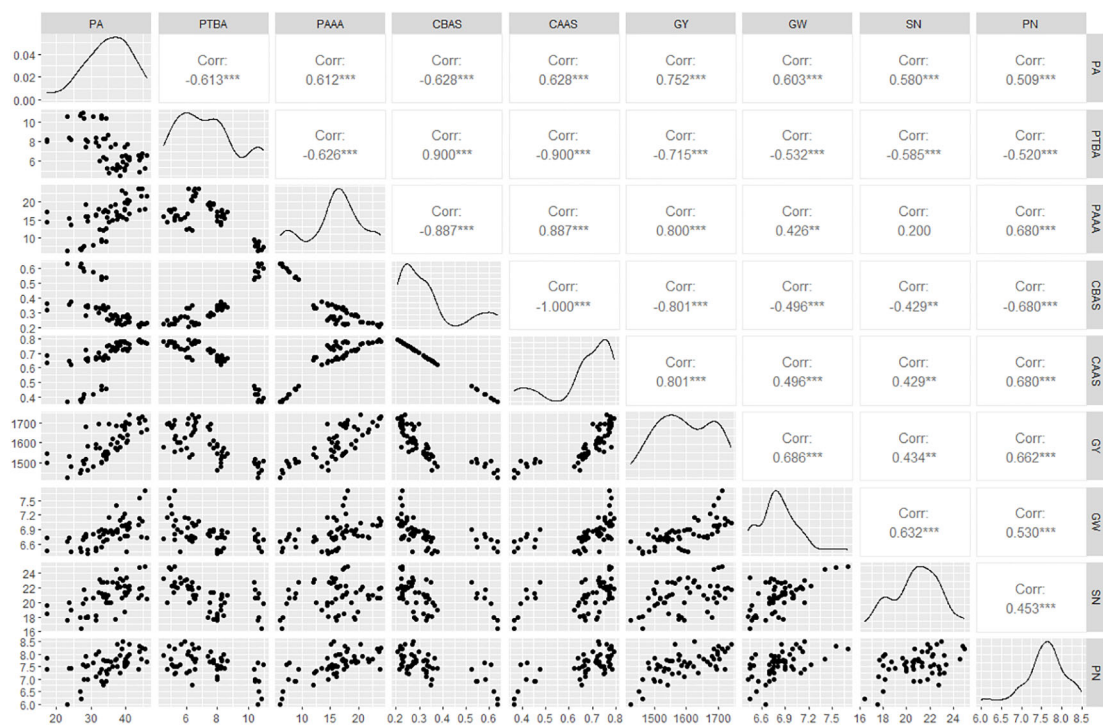 PA PTBA PAAA CBAS CAAS GY GW SN PN
0.04
0.02
0.00
Corr:
-0.613***
Corr:
0.612***
Corr:
-0.628***
Corr:
0.628***
Corr:
0.752***
Corr:
0.603***
Corr:
0.580***
Corr:
0.509***
PA
10
8
6
Corr:
-0.626***
Corr:
0.900***
Corr:
-0.900***
Corr:
-0.715***
Corr:
-0.532***
Corr:
-0.585***
Corr:
-0.520***
PTBA
20
15
10
Corr:
-0.887***
Corr:
0.887***
Corr:
0.800***
Corr:
0.426**
Corr:
0.200
Corr:
0.680***
PAAA
0.6
0.5
0.4
0.3
0.2
Corr:
-1.000***
Corr:
-0.801***
Corr:
-0.496***
Corr:
-0.429**
Corr:
-0.680***
CBAS
0.8
0.7
0.6
0.5
0.4
Corr:
0.801***
Corr:
0.496***
Corr:
0.429**
Corr:
0.680***
CAAS
1700
1600
1500
Corr:
0.686***
Corr:
0.434**
Corr:
0.662***
GY
7.5
7.2
6.9
6.6
Corr:
0.632***
Corr:
0.530***
GW
24
22
20
18
16
Corr:
0.453***
SN
8.5
8.0
7.5
7.0
6.5
6.0
PN
20 30 40 6 8 10 10 15 20 0.2 0.3 0.4 0.5 0.6 0.4 0.5 0.6 0.7 0.8 1500 1600 1700 6.6 6.9 7.2 7.5 16 18 20 22 24 6.0 6.5 7.0 7.5 8.0 8.5